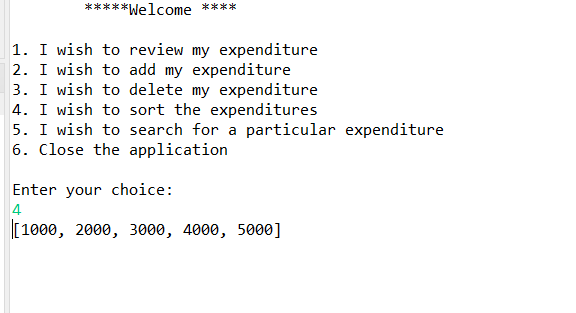 *****Welcome ****
1. I wish to review my expenditure
2. I wish to add my expenditure
3. I wish to delete my expenditure
4. I wish to sort the expenditures
5. I wish to search for a particular expenditure
6. Close the application
Enter your choice:
4
[1000, 2000, 3000, 4000, 5000]